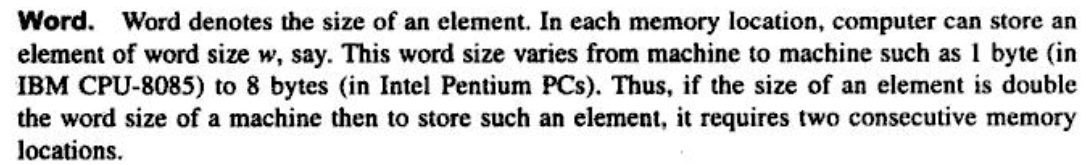 Word. Word denotes the size of an element. In each memory location, computer can store an
element of word size w, say. This word size varies from machine to machine such as 1 byte (in
IBM CPU-8085) to 8 bytes (in Intel Pentium PCs). Thus, if the size of an element is double
the word size of a machine then to store such an element, it requires two consecutive memory
locations.